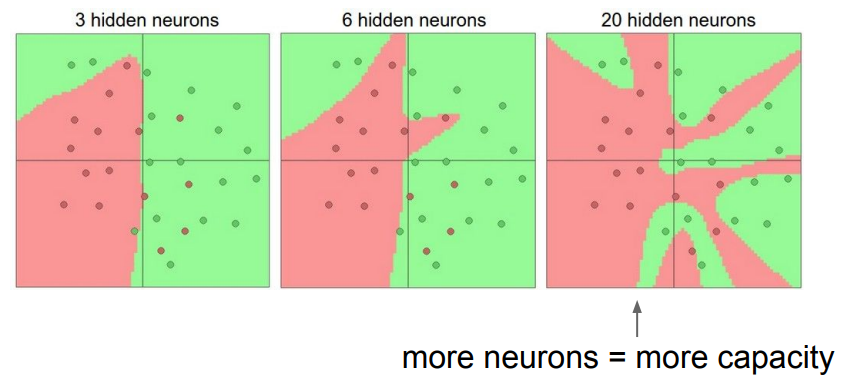 3 hidden neurons
6 hidden neurons
20 hidden neurons
more neurons = more capacity